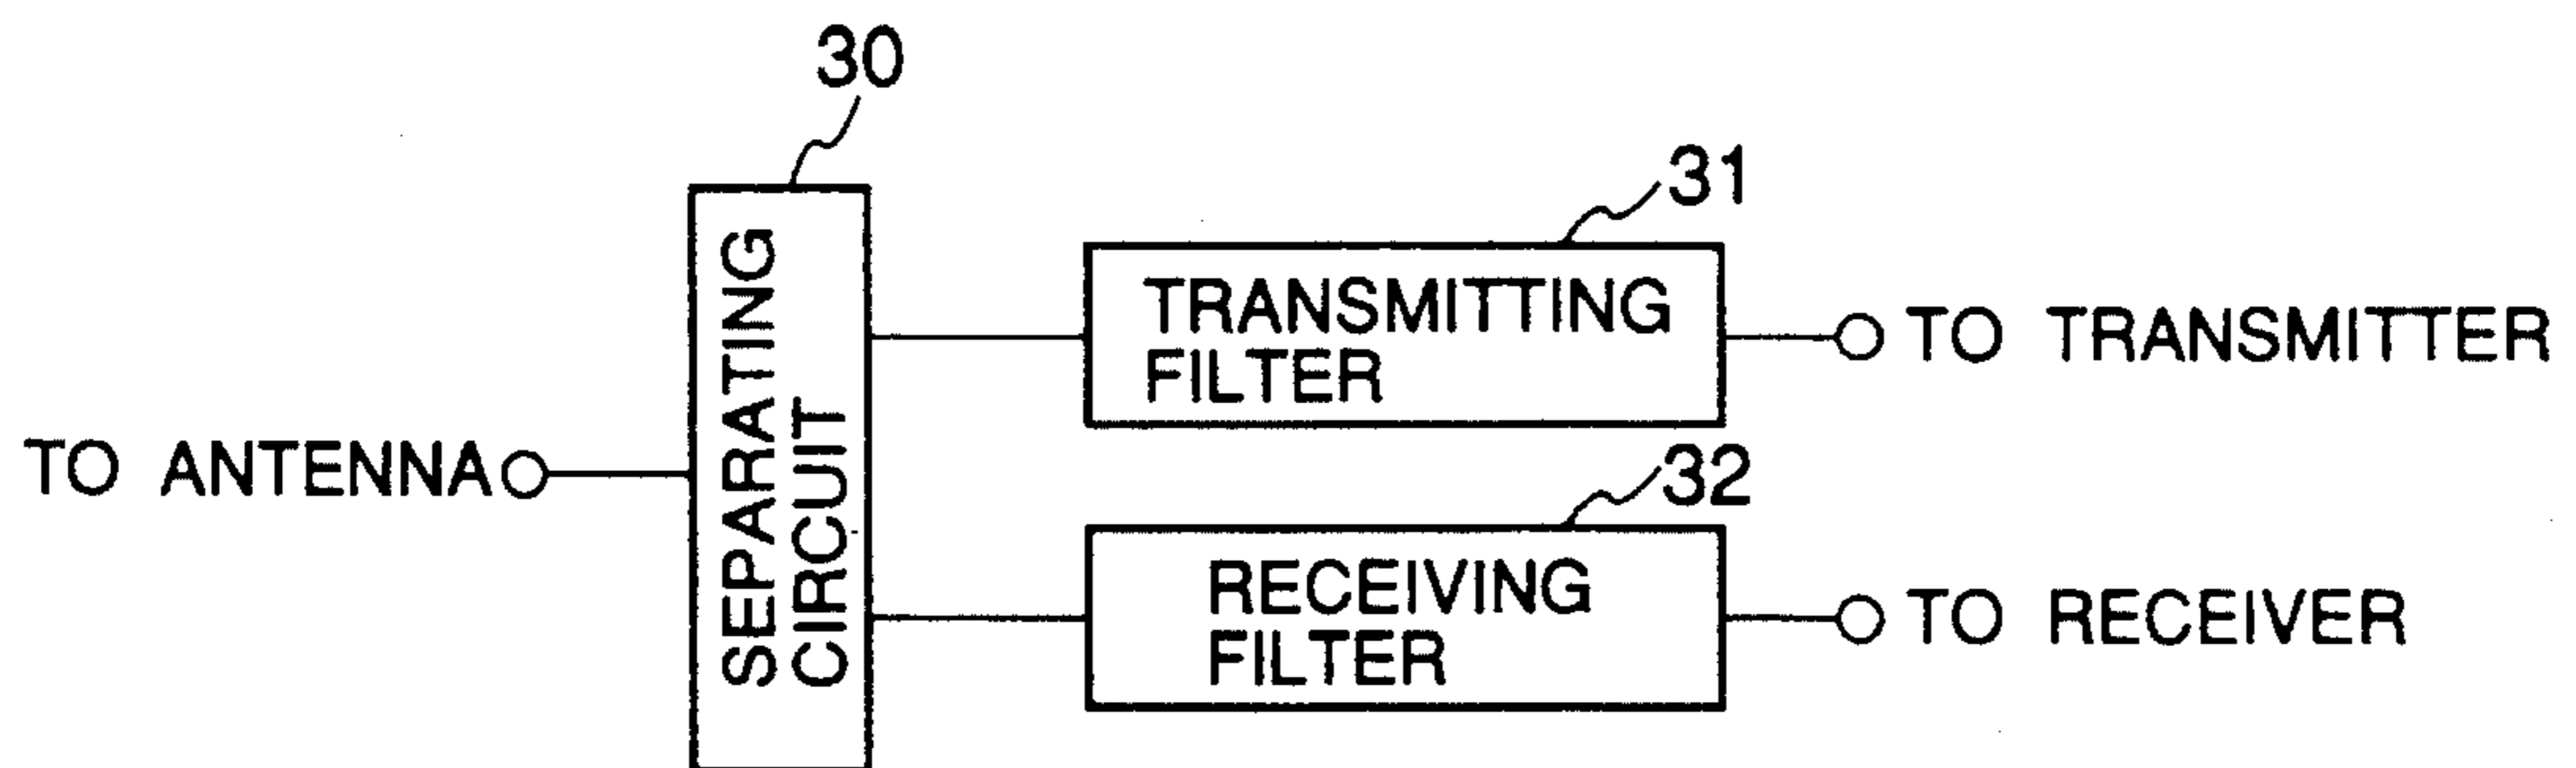 30
31
TRANSMITTING
FILTER
TO TRANSMITTER
TO ANTENNA
SEPARATING
CIRCUIT
32
RECEIVING
FILTER
TO RECEIVER